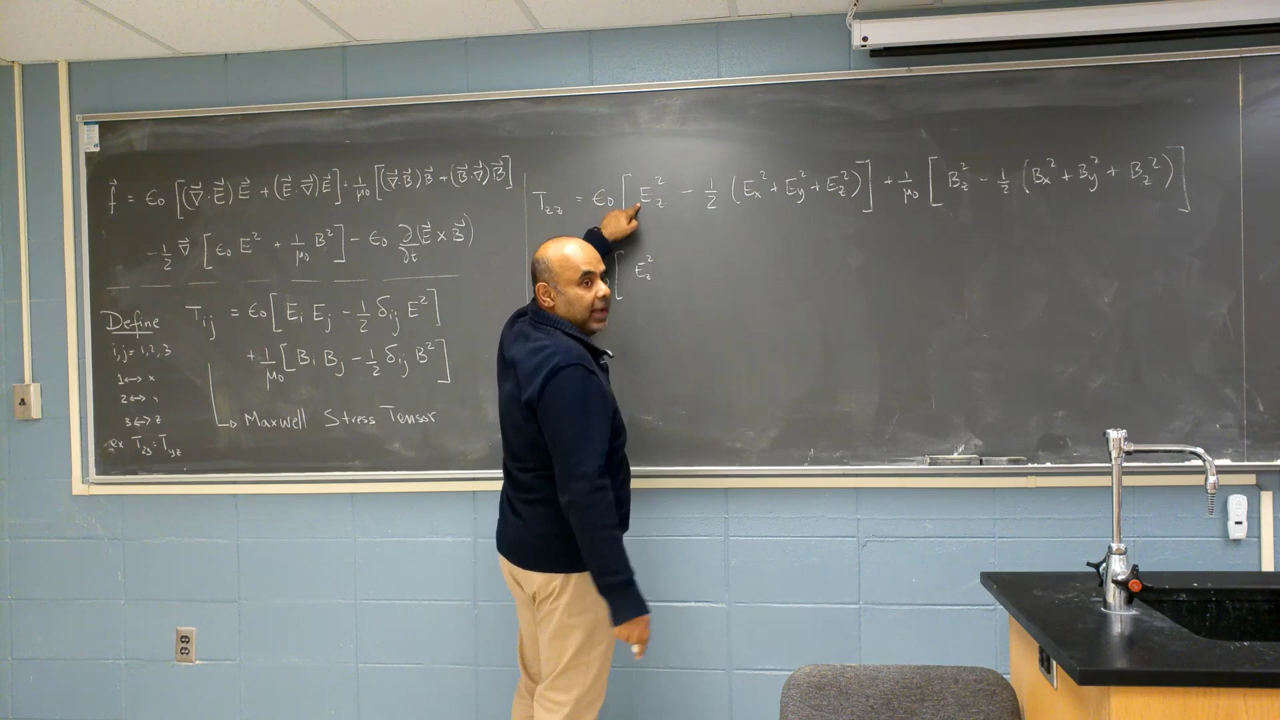 f⃗ = ϵ₀ [(∇⃗·E⃗)E⃗ + (E⃗·∇⃗)E⃗] + 1/μ₀ [(∇⃗·B⃗)B⃗ + (B⃗·∇⃗)B⃗]
- 1/2 ∇⃗ [ϵ₀ E² + 1/μ₀ B²] - ϵ₀ ∂/∂t (E⃗ × B⃗)
Define
i,j = 1,2,3
1 ↔ x
2 ↔
3 ↔ z
ex T_zy = T_yz
T_ij = ϵ₀ [E_i E_j - 1/2 δ_ij E²]
+ 1/μ₀ [B_i B_j - 1/2 δ_ij B²]
↳ Maxwell Stress Tensor
T_zz = ϵ₀ [E_z² - 1/2 (E_x² + E_y² + E_z²)] + 1/μ₀ [B_z² - 1/2 (B_x² + B_y² + B_z²)]
[ E_z²